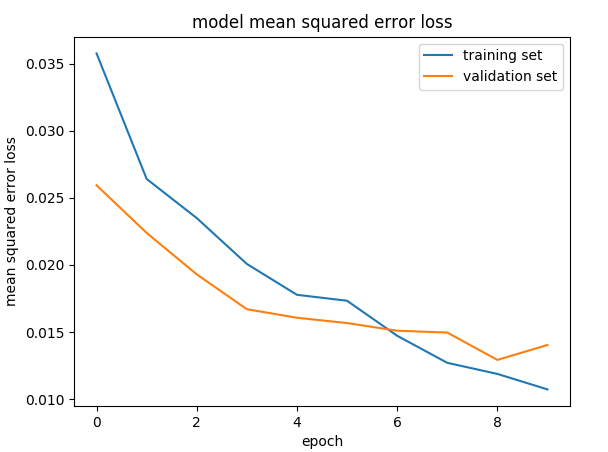 model mean squared error loss
training set
validation set
mean squared error loss
0.035
0.030
0.025
0.020
0.015
0.010
0 2 4 6 8
epoch